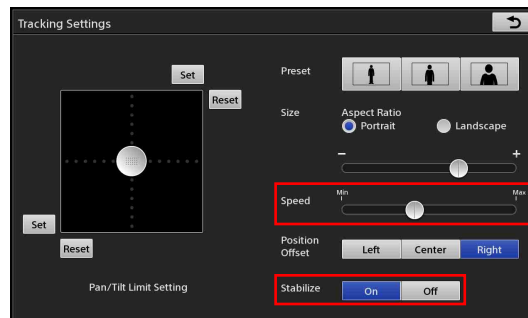 Tracking Settings
Set
Reset
Set
Reset
Pan/Tilt Limit Setting
Preset
Size
Aspect Ratio
Portrait
Landscape
− +
Speed
Min Max
Position
Offset
Left Center Right
Stabilize
On Off